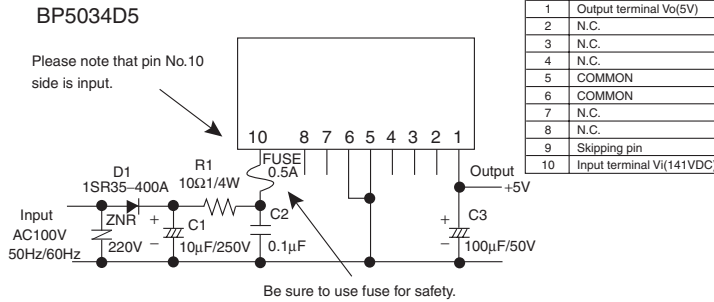 BP5034D5
Please note that pin No.10
side is input.
10 8 7 6 5 4 3 2 1
FUSE
0.5A
D1
1SR35–400A
R1
10Ω1/4W
Output
+5V
Input
AC100V
50Hz/60Hz
ZNR
220V
+
–
C1
10μF/250V
C2
0.1μF
+
–
C3
100μF/50V
Be sure to use fuse for safety.
1 Output terminal Vo(5V)
2 N.C.
3 N.C.
4 N.C.
5 COMMON
6 COMMON
7 N.C.
8 N.C.
9 Skipping pin
10 Input terminal Vi(141VDC)